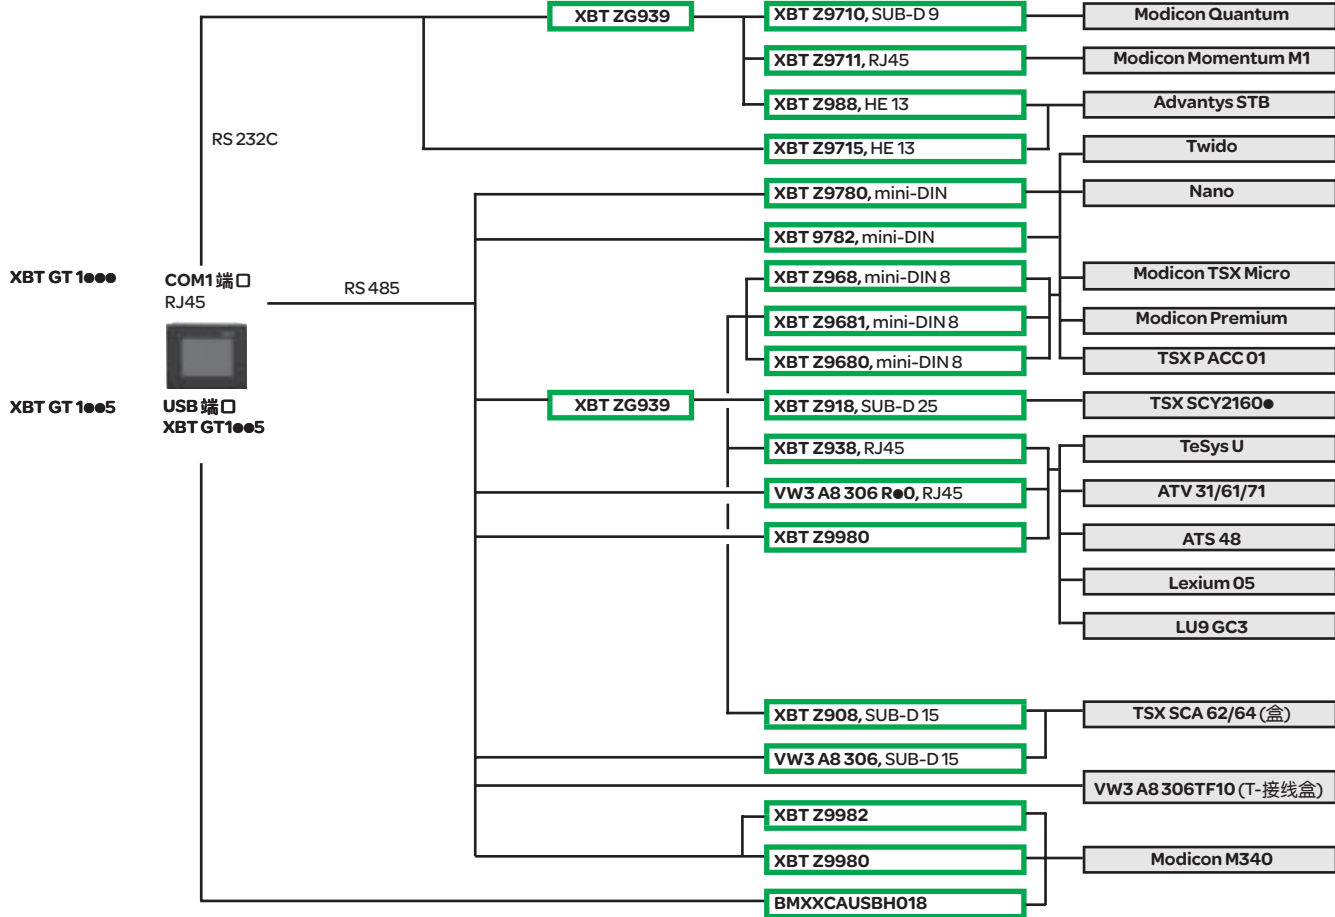 XBT ZG939
XBT Z9710, SUB-D 9
Modicon Quantum
XBT Z9711, RJ45
Modicon Momentum M1
XBT Z988, HE 13
Advantys STB
RS 232C
XBT Z9715, HE 13
Twido
XBT Z9780, mini-DIN
Nano
XBT 9782, mini-DIN
XBT GT 1●●●
COM1 端口
RJ45
RS 485
XBT Z968, mini-DIN 8
Modicon TSX Micro
XBT Z9681, mini-DIN 8
Modicon Premium
XBT Z9680, mini-DIN 8
TSX P ACC 01
XBT GT 1●●5
USB 端口
XBT GT1●●5
XBT ZG939
XBT Z918, SUB-D 25
TSX SCY2160●
XBT Z938, RJ45
TeSys U
VW3 A8 306 R●0, RJ45
ATV 31/61/71
XBT Z9980
ATS 48
Lexium 05
LU9 GC3
XBT Z908, SUB-D 15
TSX SCA 62/64 (盒)
VW3 A8 306, SUB-D 15
VW3 A8 306TF10 (T-接线盒)
XBT Z9982
XBT Z9980
Modicon M340
BMXXCAUSBH018